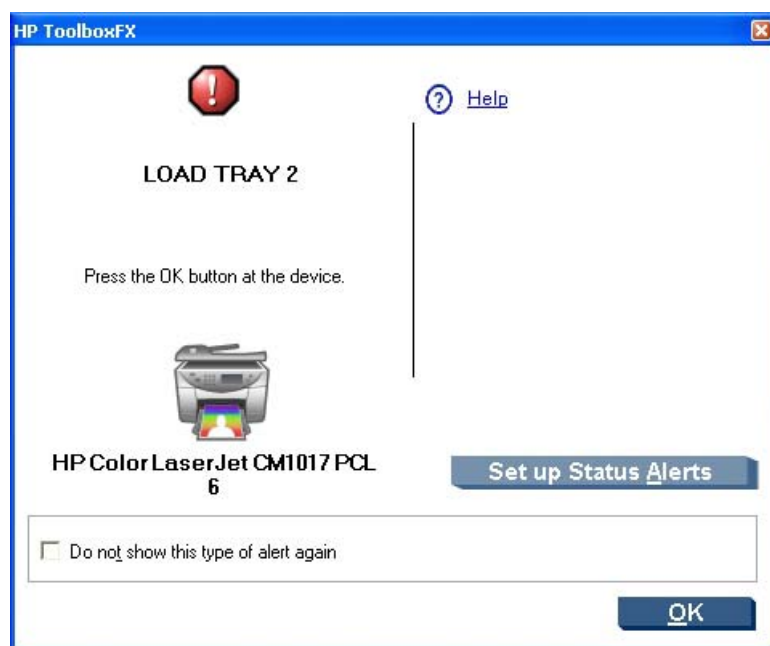 HP ToolboxFX
LOAD TRAY 2
Press the OK button at the device.
HP Color LaserJet CM1017 PCL
6
Help
Set up Status Alerts
Do not show this type of alert again
OK